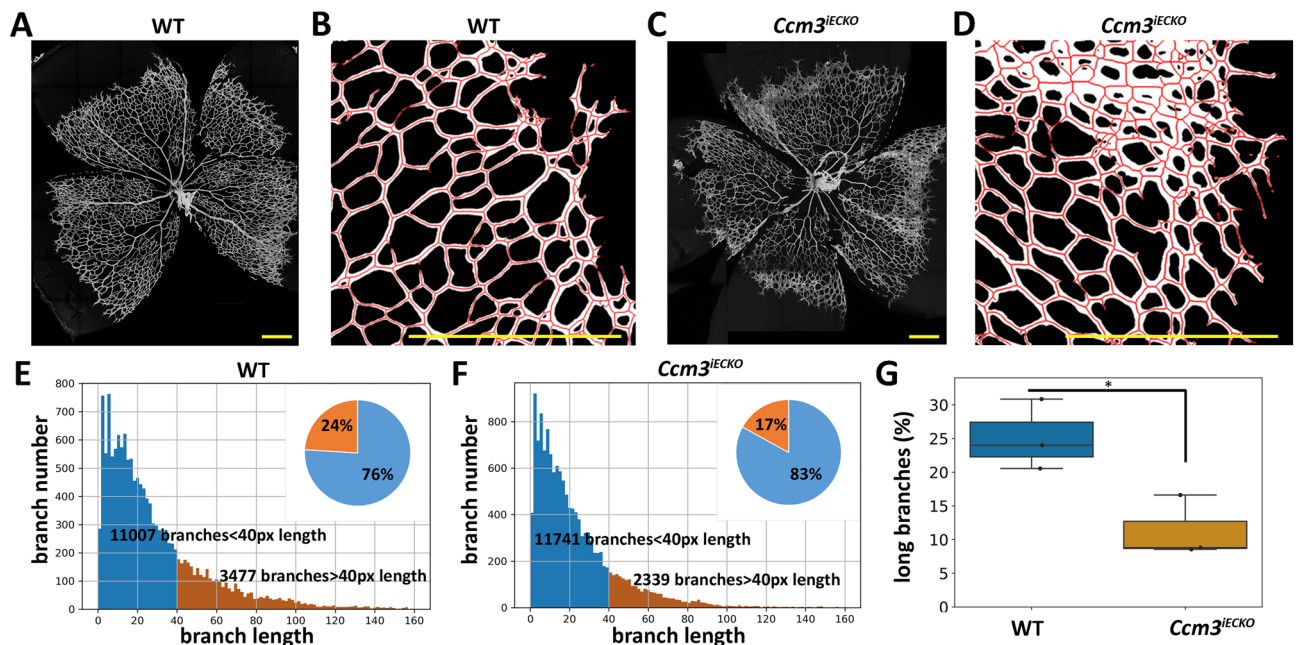 A WT B WT C Ccm3iECKO D Ccm3iECKO
E WT
800
700
600
500
400
300
200
100
0
branch number
24%
76%
11007 branches<40px length
3477 branches>40px length
0 20 40 60 80 100 120 140 160
branch length
F Ccm3iECKO
800
600
400
200
0
branch number
17%
83%
11741 branches<40px length
2339 branches>40px length
0 20 40 60 80 100 120 140 160
branch length
G
30
25
20
15
10
5
0
long branches (%)
*
WT Ccm3iECKO